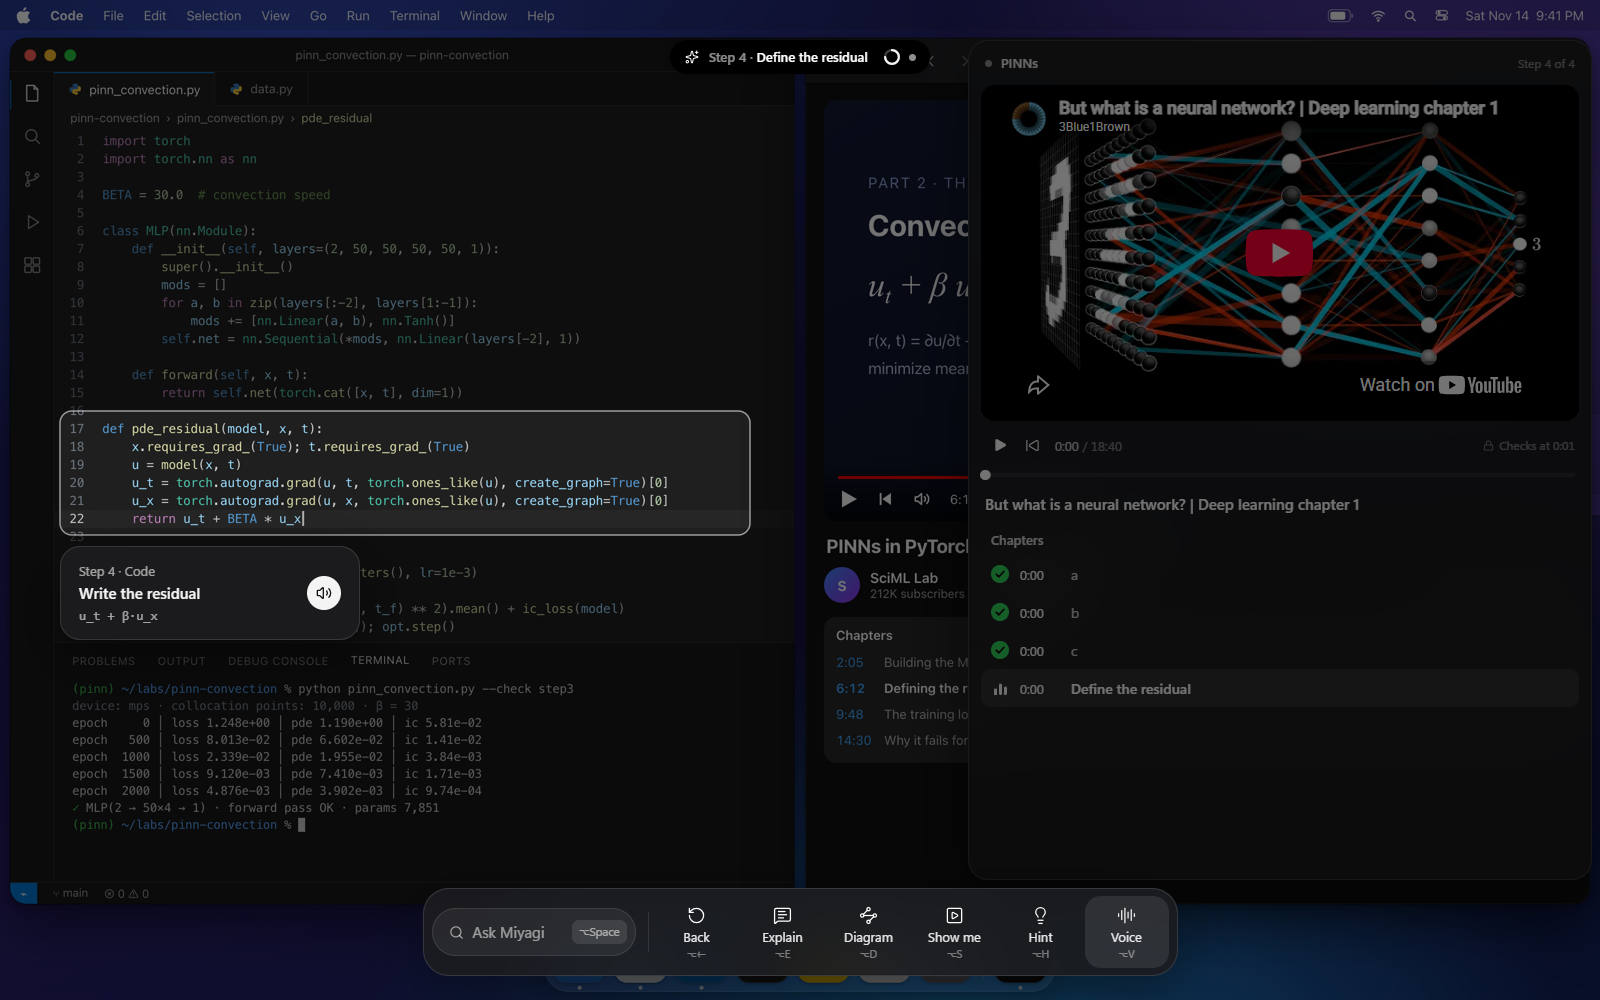 Code File Edit Selection View Go Run Terminal Window Help
Sat Nov 14 9:41 PM
pinn_convection.py — pinn-convection
Step 4 · Define the residual
pinn_convection.py
data.py
pinn-convection › pinn_convection.py › pde_residual
1 import torch
2 import torch.nn as nn
3
4 BETA = 30.0 # convection speed
5
6 class MLP(nn.Module):
7 def __init__(self, layers=(2, 50, 50, 50, 50, 1)):
8 super().__init__()
9 mods = []
10 for a, b in zip(layers[:-2], layers[1:-1]):
11 mods += [nn.Linear(a, b), nn.Tanh()]
12 self.net = nn.Sequential(*mods, nn.Linear(layers[-2], 1))
13
14 def forward(self, x, t):
15 return self.net(torch.cat([x, t], dim=1))
16
17 def pde_residual(model, x, t):
18 x.requires_grad_(True); t.requires_grad_(True)
19 u = model(x, t)
20 u_t = torch.autograd.grad(u, t, torch.ones_like(u), create_graph=True)[0]
21 u_x = torch.autograd.grad(u, x, torch.ones_like(u), create_graph=True)[0]
22 return u_t + BETA * u_x
23
ters(), lr=1e-3)
, t_f) ** 2).mean() + ic_loss(model)
); opt.step()
Step 4 · Code
Write the residual
u_t + β·u_x
PROBLEMS OUTPUT DEBUG CONSOLE TERMINAL PORTS
(pinn) ~/labs/pinn-convection % python pinn_convection.py --check step3
device: mps · collocation points: 10,000 · β = 30
epoch 0 │ loss 1.248e+00 │ pde 1.190e+00 │ ic 5.81e-02
epoch 500 │ loss 8.013e-02 │ pde 6.602e-02 │ ic 1.41e-02
epoch 1000 │ loss 2.339e-02 │ pde 1.955e-02 │ ic 3.84e-03
epoch 1500 │ loss 9.120e-03 │ pde 7.410e-03 │ ic 1.71e-03
epoch 2000 │ loss 4.876e-03 │ pde 3.902e-03 │ ic 9.74e-04
✓ MLP(2 → 50×4 → 1) · forward pass OK · params 7,851
(pinn) ~/labs/pinn-convection %
main 0 0
PART 2 · TH
Convec
u_t + β u
r(x, t) = ∂u/∂t
minimize mea
6:1
PINNs in PyTorc
S
SciML Lab
212K subscribers
Chapters
2:05 Building the M
6:12 Defining the r
9:48 The training lo
14:30 Why it fails for
PINNs
Step 4 of 4
But what is a neural network? | Deep learning chapter 1
3Blue1Brown
3
Watch on YouTube
0:00 / 18:40
Checks at 0:01
But what is a neural network? | Deep learning chapter 1
Chapters
0:00 a
0:00 b
0:00 c
0:00 Define the residual
Ask Miyagi ⌥Space
Back Explain Diagram Show me Hint Voice
⌥← ⌥E ⌥D ⌥S ⌥H ⌥V